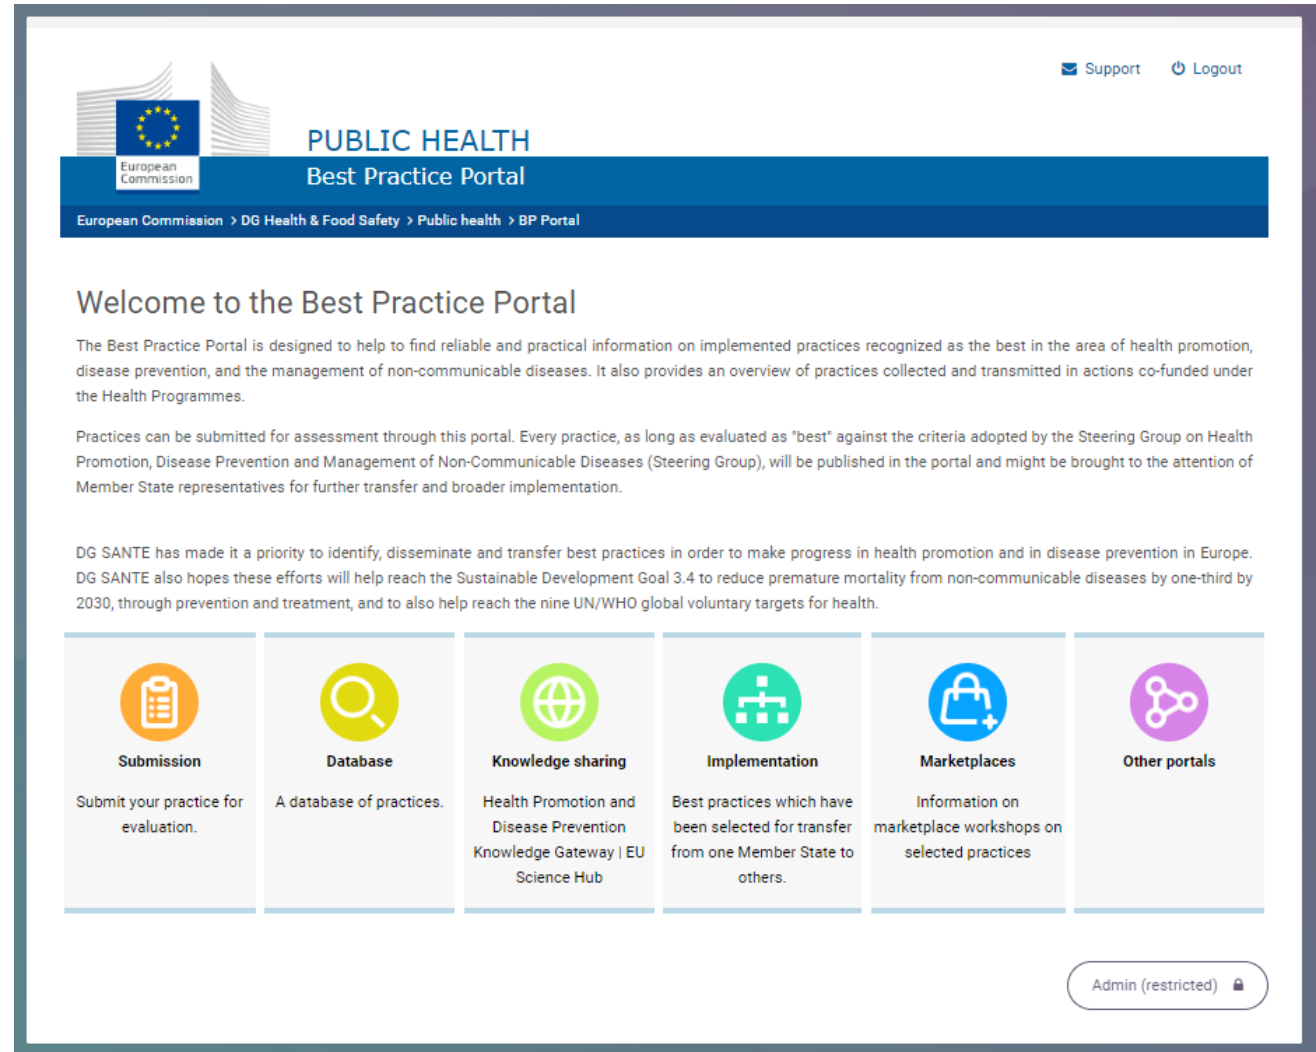 Support Logout
European
Commission
PUBLIC HEALTH
Best Practice Portal
European Commission > DG Health & Food Safety > Public health > BP Portal
Welcome to the Best Practice Portal
The Best Practice Portal is designed to help to find reliable and practical information on implemented practices recognized as the best in the area of health promotion,
disease prevention, and the management of non-communicable diseases. It also provides an overview of practices collected and transmitted in actions co-funded under
the Health Programmes.
Practices can be submitted for assessment through this portal. Every practice, as long as evaluated as "best" against the criteria adopted by the Steering Group on Health
Promotion, Disease Prevention and Management of Non-Communicable Diseases (Steering Group), will be published in the portal and might be brought to the attention of
Member State representatives for further transfer and broader implementation.
DG SANTE has made it a priority to identify, disseminate and transfer best practices in order to make progress in health promotion and in disease prevention in Europe.
DG SANTE also hopes these efforts will help reach the Sustainable Development Goal 3.4 to reduce premature mortality from non-communicable diseases by one-third by
2030, through prevention and treatment, and to also help reach the nine UN/WHO global voluntary targets for health.
Submission
Submit your practice for
evaluation.
Database
A database of practices.
Knowledge sharing
Health Promotion and
Disease Prevention
Knowledge Gateway | EU
Science Hub
Implementation
Best practices which have
been selected for transfer
from one Member State to
others.
Marketplaces
Information on
marketplace workshops on
selected practices
Other portals
Admin (restricted)